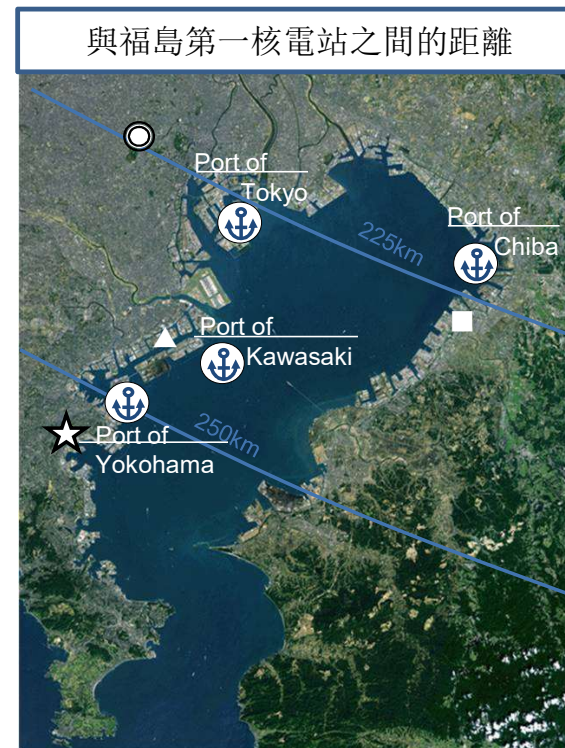 與福島第一核電站之間的距離
Port of
Tokyo
Port of
Chiba
225km
Port of
Kawasaki
250km
Port of
Yokohama